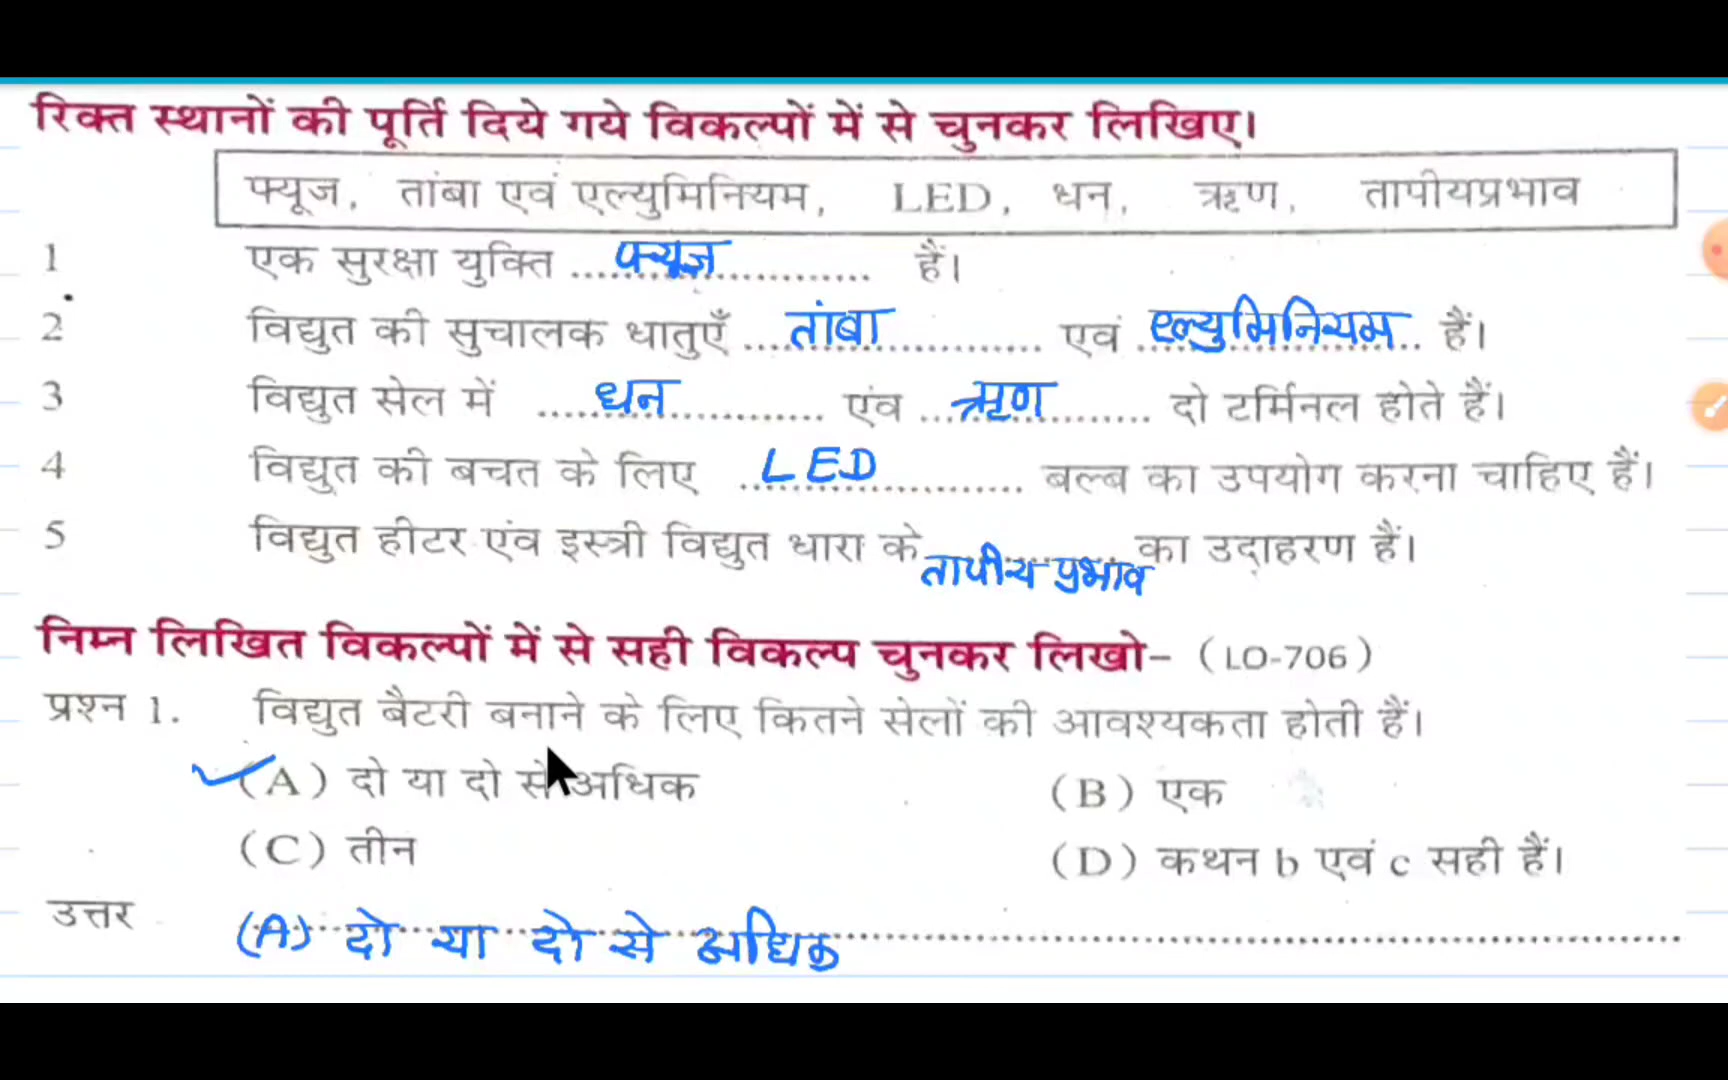 रिक्त स्थानों की पूर्ति दिये गये विकल्पों में से चुनकर लिखिए।
फ्यूज, तांबा एवं एल्युमिनियम, LED, धन, ऋण, तापीयप्रभाव
1 एक सुरक्षा युक्ति ....फ्यूज.... हैं।
2 विद्युत की सुचालक धातुएँ ....तांबा.... एवं ....एल्युमिनियम.... हैं।
3 विद्युत सेल में ....धन.... एंव ....ऋण.... दो टर्मिनल होते हैं।
4 विद्युत की बचत के लिए ....LED.... बल्ब का उपयोग करना चाहिए हैं।
5 विद्युत हीटर एंव इस्त्री विद्युत धारा के तापीय प्रभाव का उदाहरण हैं।
निम्न लिखित विकल्पों में से सही विकल्प चुनकर लिखो- (LO-706)
प्रश्न 1. विद्युत बैटरी बनाने के लिए कितने सेलों की आवश्यकता होती हैं।
(A) दो या दो से अधिक (B) एक
(C) तीन (D) कथन b एवं c सही हैं।
उत्तर (A) दो या दो से अधिक